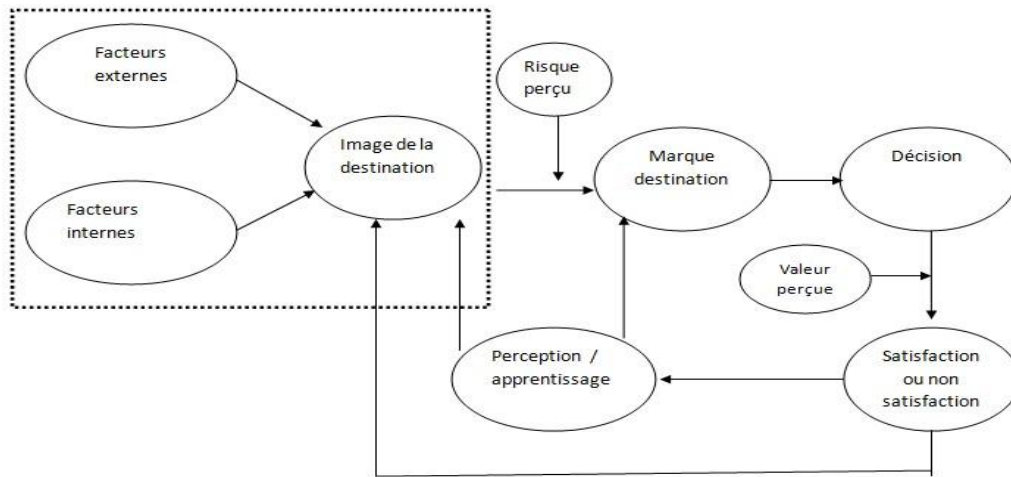 Facteurs
externes
Risque
perçu
Image de la
destination
Marque
destination
Décision
Facteurs
internes
Valeur
perçue
Perception /
apprentissage
Satisfaction
ou non
satisfaction